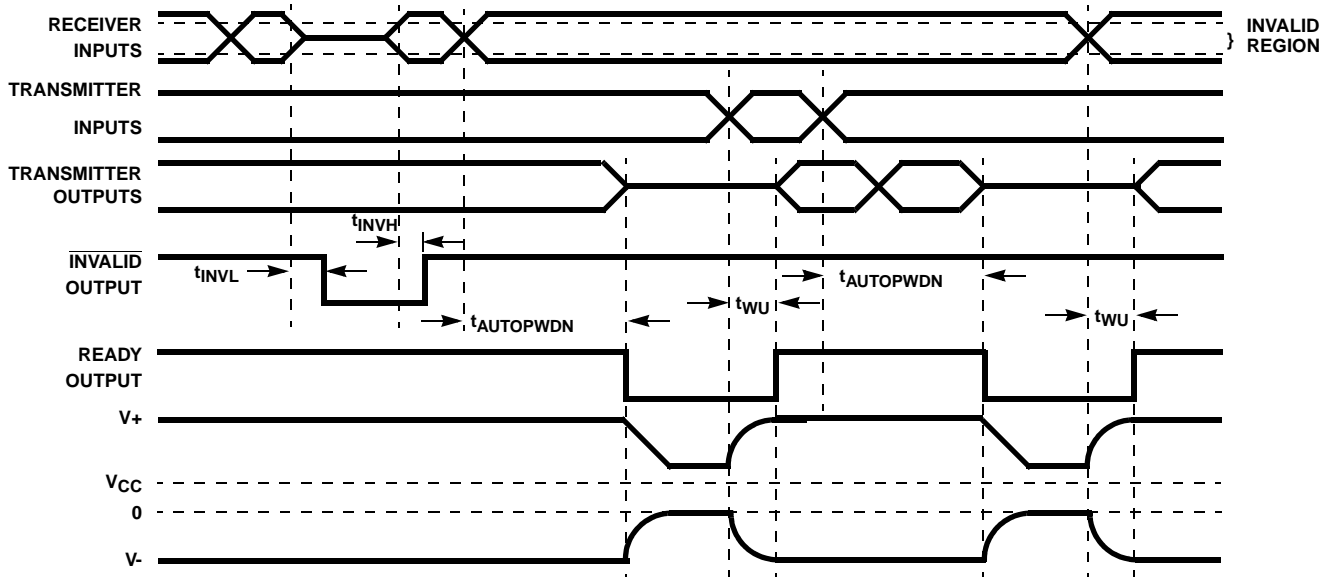 RECEIVER
INPUTS
} INVALID
REGION
TRANSMITTER
INPUTS
TRANSMITTER
OUTPUTS
tINVH
INVALID
OUTPUT
tINVL
tAUTOPWDN
tWU
tAUTOPWDN
tWU
READY
OUTPUT
V+
VCC
0
V-